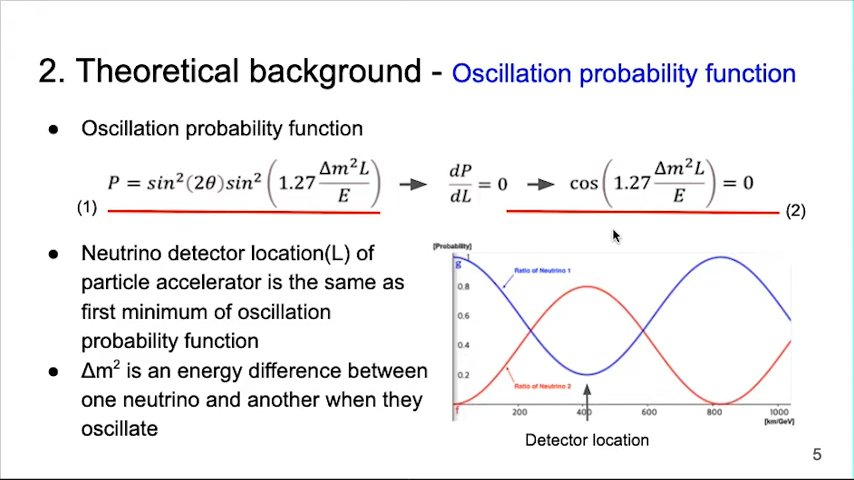 2. Theoretical background - Oscillation probability function
● Oscillation probability function
P = sin²(2θ)sin²(1.27 Δm²L/E) → dP/dL = 0 → cos(1.27 Δm²L/E) = 0
(1)
(2)
● Neutrino detector location(L) of
particle accelerator is the same as
first minimum of oscillation
probability function
● Δm² is an energy difference between
one neutrino and another when they
oscillate
[Probability]
g
1
Ratio of Neutrino 1
0.8
0.6
0.4
0.2
Ratio of Neutrino 2
f
200 400 600 800 1000
[km/GeV]
Detector location
5